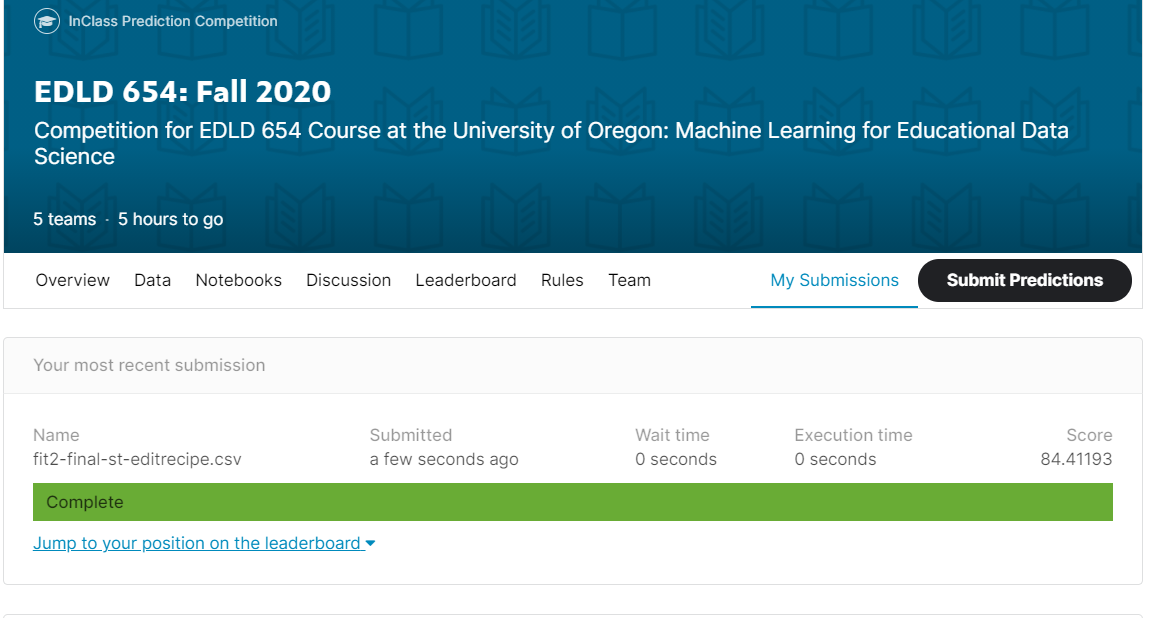 InClass Prediction Competition
EDLD 654: Fall 2020
Competition for EDLD 654 Course at the University of Oregon: Machine Learning for Educational Data
Science
5 teams · 5 hours to go
Overview Data Notebooks Discussion Leaderboard Rules Team My Submissions Submit Predictions
Your most recent submission
Name Submitted Wait time Execution time Score
fit2-final-st-editrecipe.csv a few seconds ago 0 seconds 0 seconds 84.41193
Complete
Jump to your position on the leaderboard